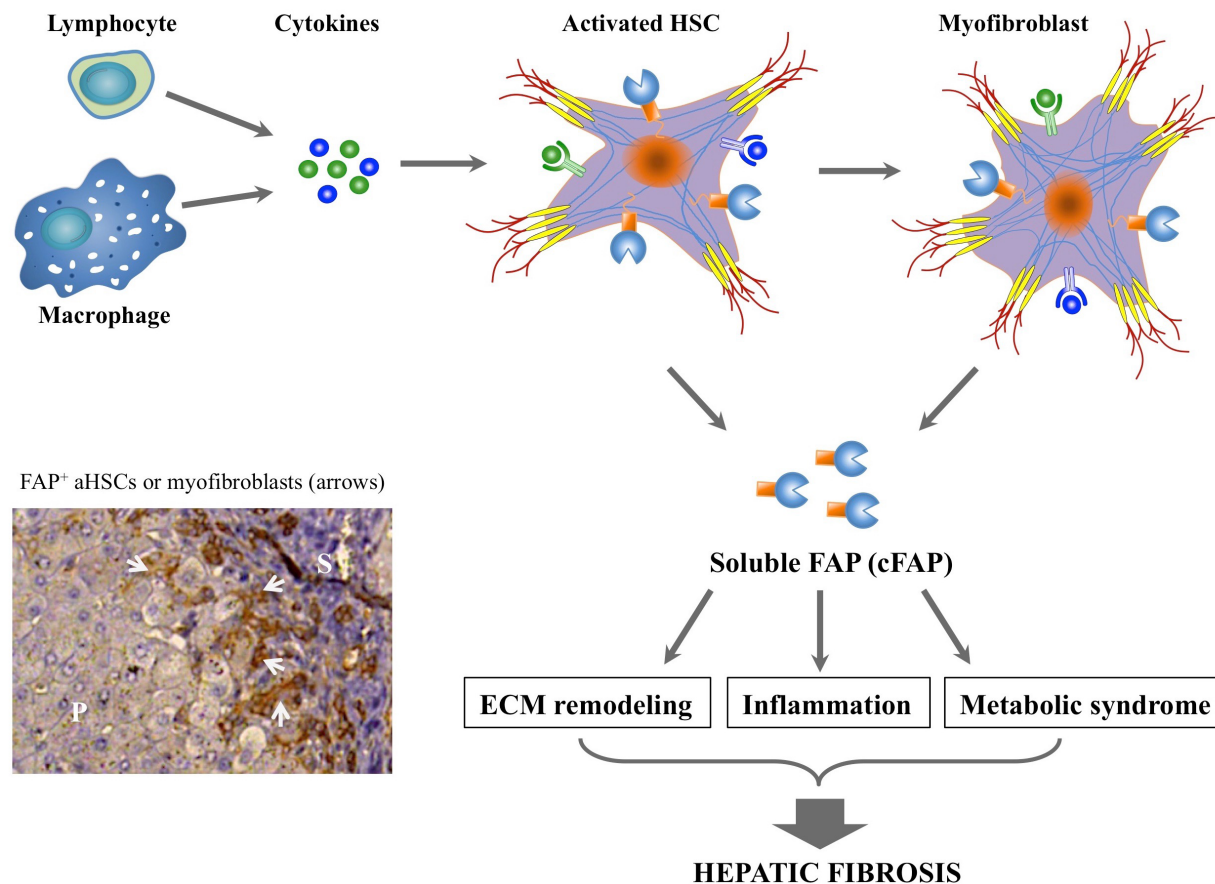 Lymphocyte
Cytokines
Activated HSC
Myofibroblast
Macrophage
FAP⁺ aHSCs or myofibroblasts (arrows)
S
P
Soluble FAP (cFAP)
ECM remodeling
Inflammation
Metabolic syndrome
HEPATIC FIBROSIS